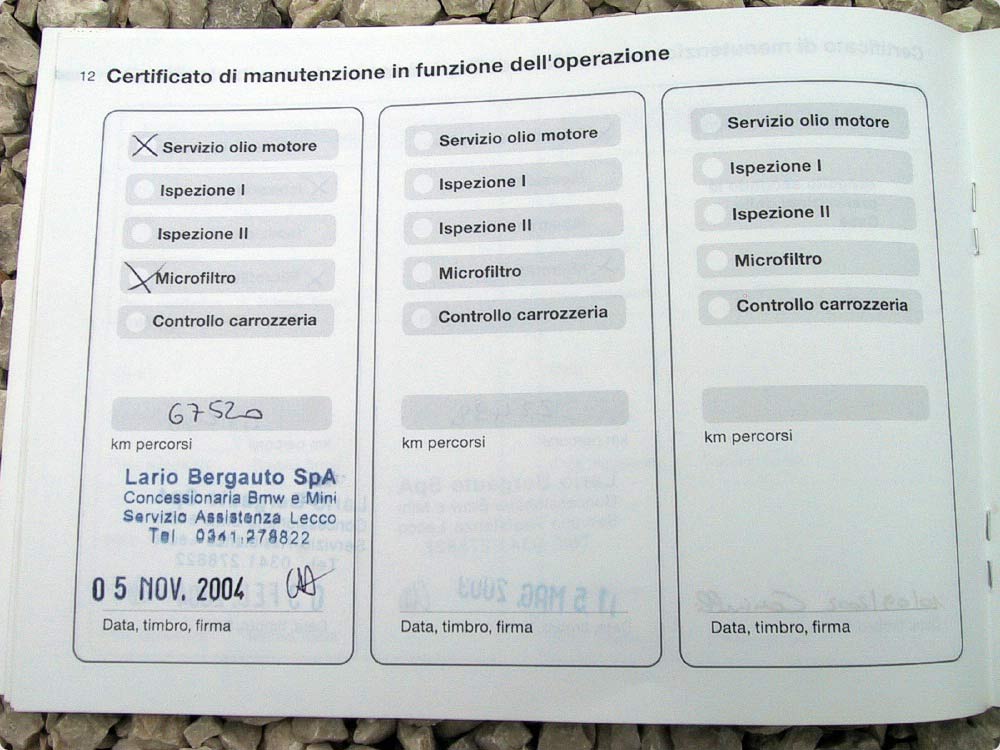 12 Certificato di manutenzione in funzione dell'operazione
Servizio olio motore
Ispezione I
Ispezione II
Microfiltro
Controllo carrozzeria
67520
km percorsi
Lario Bergauto SpA
Concessionaria Bmw e Mini
Servizio Assistenza Lecco
Tel. 0341.278822
05 NOV. 2004
Data, timbro, firma
Servizio olio motore
Ispezione I
Ispezione II
Microfiltro
Controllo carrozzeria
km percorsi
Data, timbro, firma
Servizio olio motore
Ispezione I
Ispezione II
Microfiltro
Controllo carrozzeria
km percorsi
Data, timbro, firma